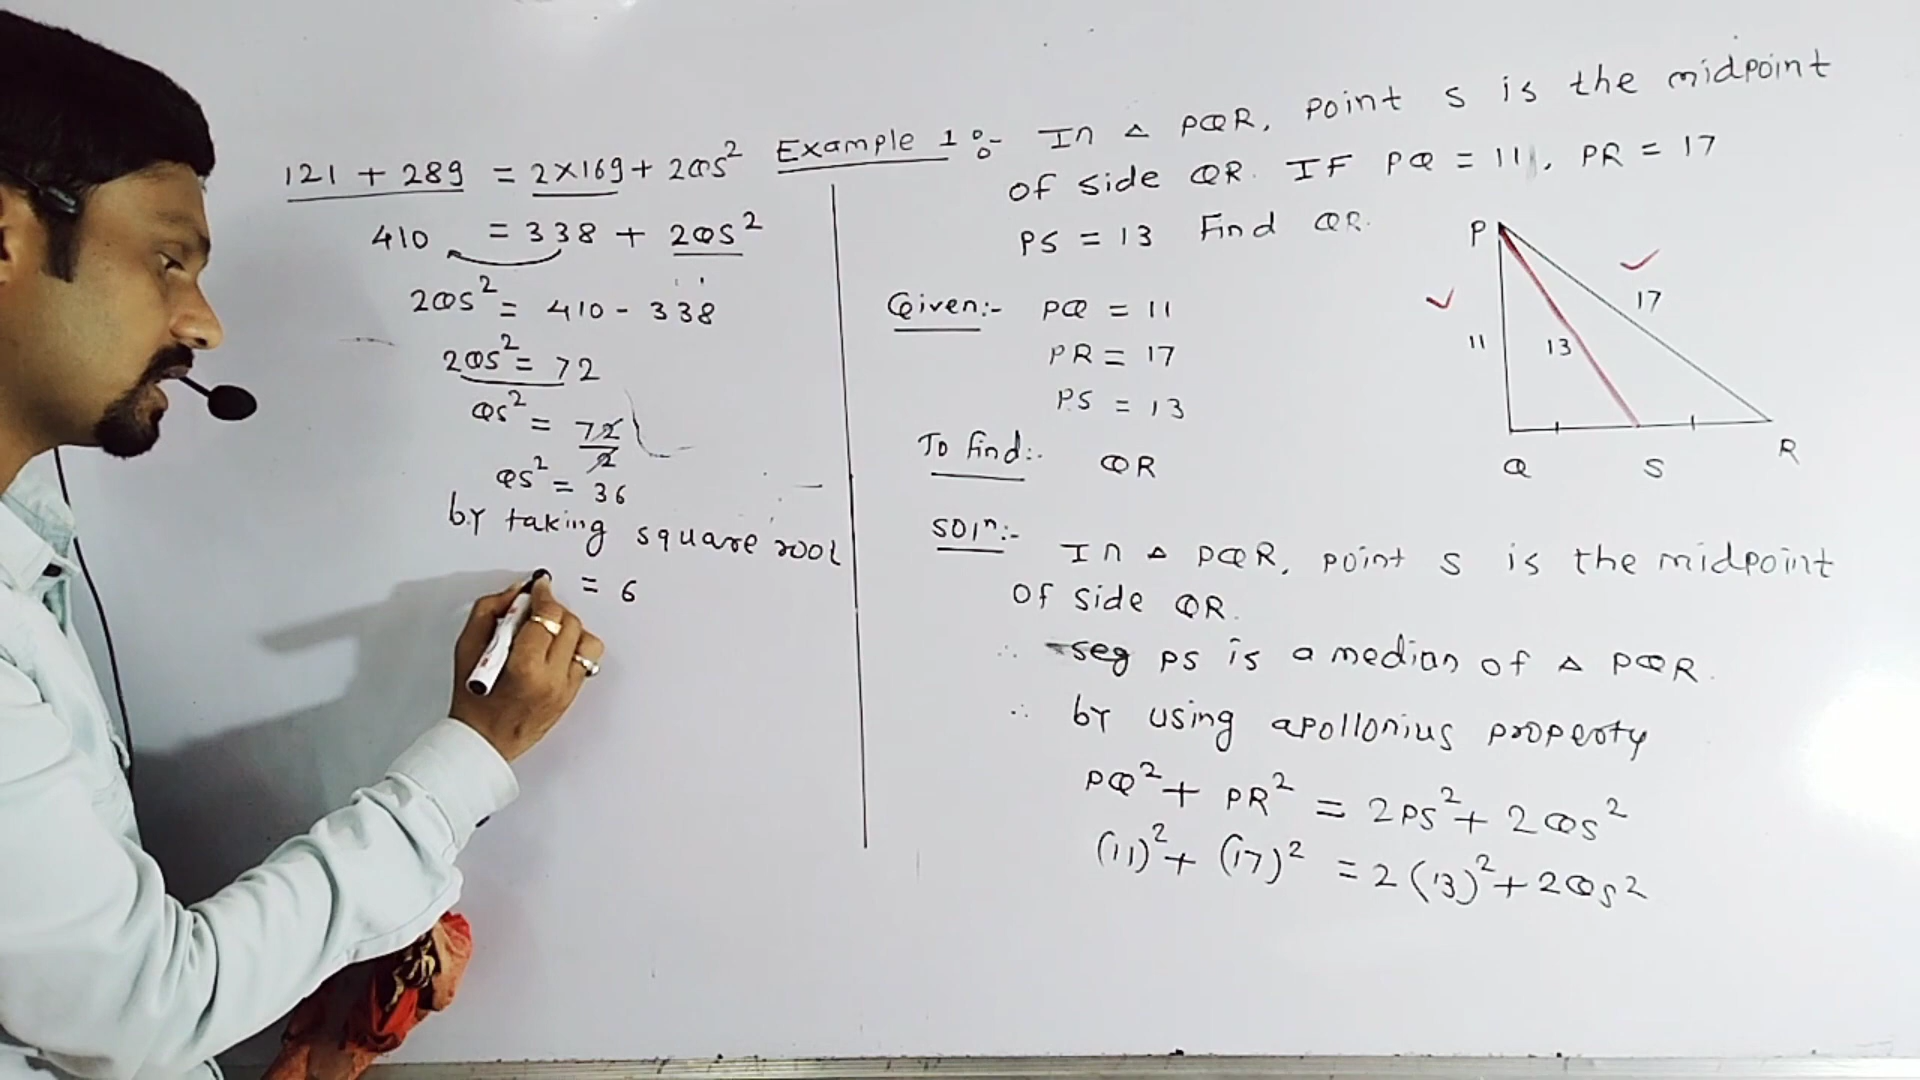 Example 1:- In △ PQR, point S is the midpoint
of side QR. IF PQ = 11, PR = 17
PS = 13 Find QR.
Given:- PQ = 11
PR = 17
PS = 13
To find:- QR
P
17
11
13
Q
S
R
Solⁿ:- In △ PQR, point S is the midpoint
of side QR.
∴ seg PS is a median of △ PQR.
∴ by using apollonius property
PQ² + PR² = 2PS² + 2QS²
(11)² + (17)² = 2(13)² + 2QS²
121 + 289 = 2×169 + 2QS²
410 = 338 + 2QS²
2QS² = 410 - 338
2QS² = 72
QS² = 72/2
QS² = 36
by taking square root
= 6